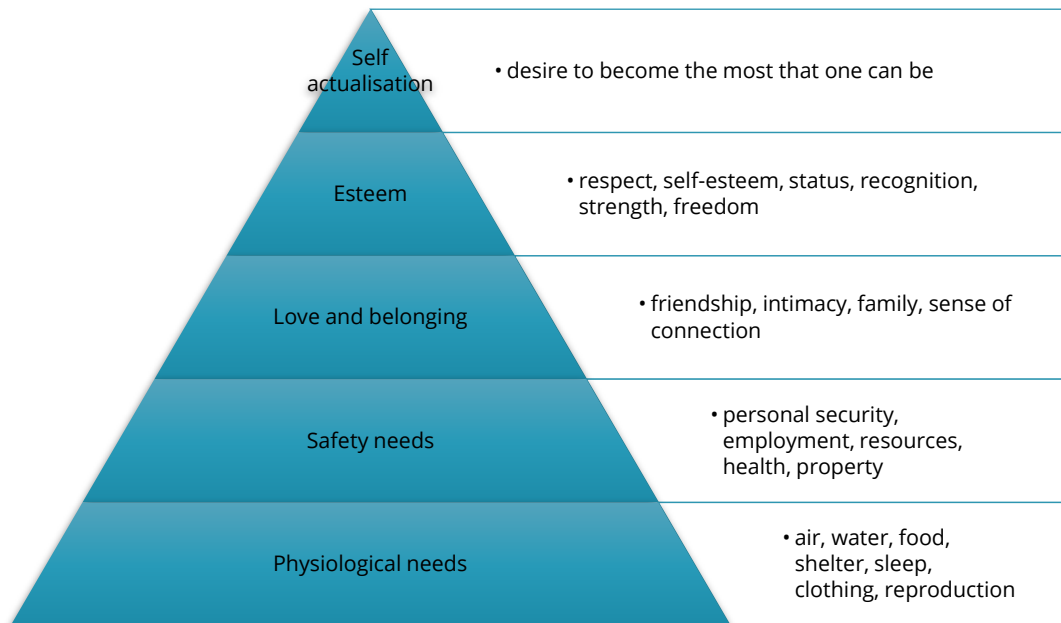 Self
actualisation
• desire to become the most that one can be
Esteem
• respect, self-esteem, status, recognition,
strength, freedom
Love and belonging
• friendship, intimacy, family, sense of
connection
Safety needs
• personal security,
employment, resources,
health, property
Physiological needs
• air, water, food,
shelter, sleep,
clothing, reproduction